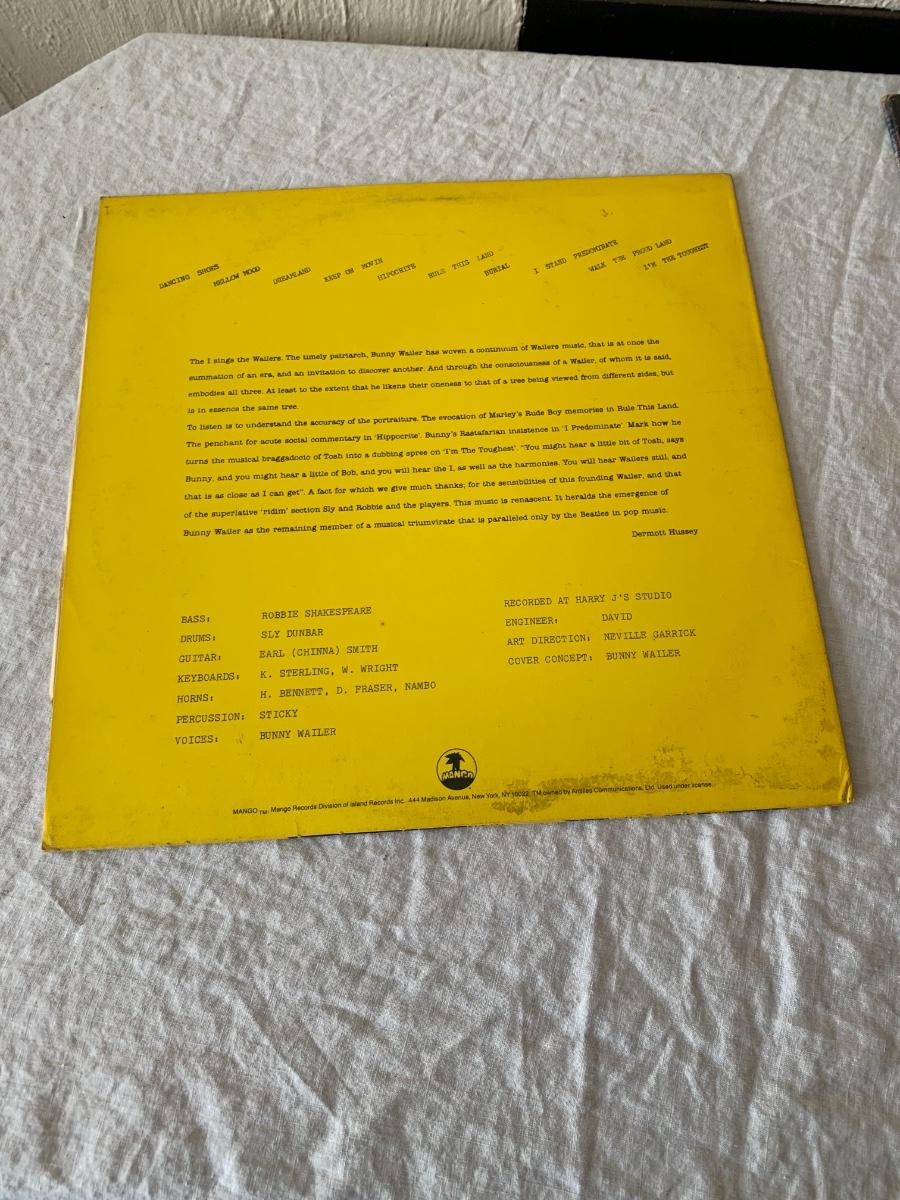 DANCING SHOES
MELLOW MOOD
DREAMLAND
KEEP ON MOVIN
HIPOCRITE
RULE THIS LAND
BURIAL
I STAND PREDOMINATE
WALK THE PROUD LAND
I'M THE TOUGHEST
The I sings the Wailers. The timely patriarch, Bunny Wailer has woven a continuum of Wailers music, that is at once the
summation of an era, and an invitation to discover another. And through the consciousness of a Wailer, of whom it is said,
embodies all three. At least to the extent that he likens their oneness to that of a tree being viewed from different sides, but
is in essence the same tree.
To listen is to understand the accuracy of the portraiture. The evocation of Marley's Rude Boy memories in Rule This Land.
The penchant for acute social commentary in 'Hippocrite'. Bunny's Rastafarian insistence in 'I Predominate'. Mark how he
turns the musical braggadocio of Tosh into a dubbing spree on 'I'm The Toughest'. "You might hear a little bit of Tosh, says
Bunny, and you might hear a little of Bob, and you will hear the I, as well as the harmonies. You will hear Wailers still, and
that is as close as I can get". A fact for which we give much thanks; for the sensibilities of this founding Wailer, and that
of the superlative 'ridim' section Sly and Robbie and the players. This music is renascent. It heralds the emergence of
Bunny Wailer as the remaining member of a musical triumvirate that is paralleled only by the Beatles in pop music.
Dermott Hussey
BASS: ROBBIE SHAKESPEARE
DRUMS: SLY DUNBAR
GUITAR: EARL (CHINNA) SMITH
KEYBOARDS: K. STERLING, W. WRIGHT
HORNS: H. BENNETT, D. FRASER, NAMBO
PERCUSSION: STICKY
VOICES: BUNNY WAILER
RECORDED AT HARRY J'S STUDIO
ENGINEER: DAVID
ART DIRECTION: NEVILLE GARRICK
COVER CONCEPT: BUNNY WAILER
MANGO
MANGO TM, Mango Records Division of Island Records Inc. 444 Madison Avenue, New York, NY 10022. TM owned by Antilles Communications, Ltd. Used under license.